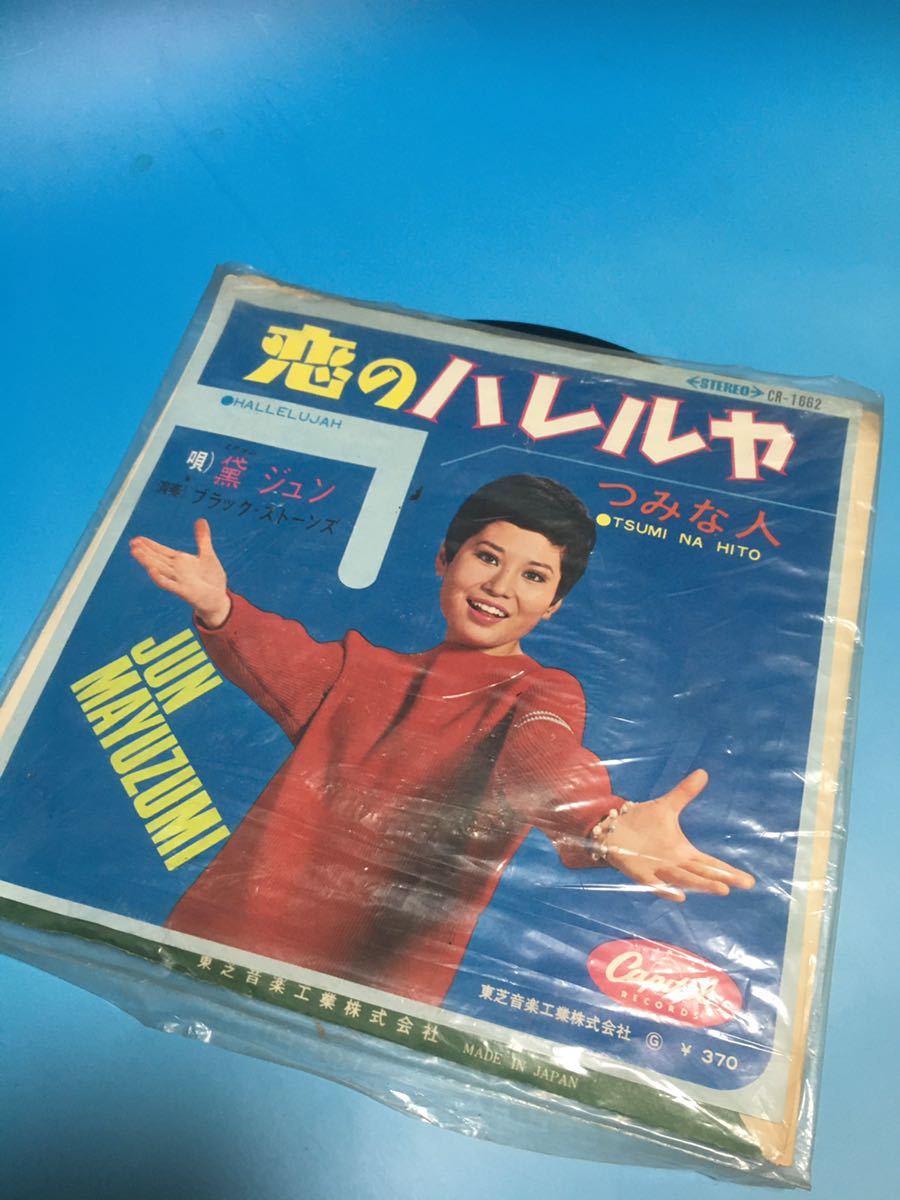 恋のハレルヤ
●HALLELUJAH
←STEREO→ CR-1662
唄) 黛 ジュン
演奏) ブラック・ストーンズ
つみな人
●TSUMI NA HITO
JUN
MAYUZUMI
Capitol
RECORDS
東芝音楽工業株式会社 Ⓖ ¥ 370
東芝音楽工業株式会社 MADE IN JAPAN